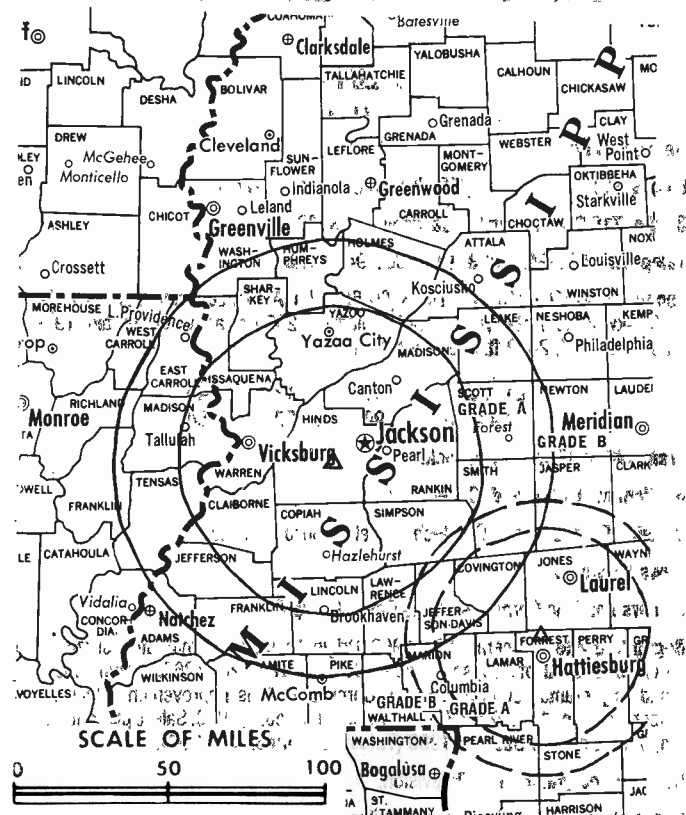 COAHOMA
Batesville
Clarksdale
YALOBUSHA
TALLAHATCHIE
CALHOUN
CHICKASAW
LINCOLN
DESHA
BOLIVAR
CLAY
Grenada
GRENADA
WEBSTER
West
Point
DREW
McGehee
Monticello
Cleveland
LEFLORE
SUN-
FLOWER
MONT-
GOMERY
OKTIBBEHA
Starkville
Indianola
Greenwood
CARROLL
CHOCTAW
CHICOT
Leland
Greenville
ASHLEY
Crossett
WASH-
INGTON
HUM-
PHREYS
HOLMES
ATTALA
Louisville
Kosciusko
WINSTON
SHAR-
KEY
MOREHOUSE
L. Providence
WEST
CARROLL
YAZOO
Yazaa City
LEAKE
NESHOBA
KEMP
Philadelphia
MADISON
EAST
CARROLL
ISSAQUENA
Canton
SCOTT
GRADE A
Forest
NEWTON
LAUDE
RICHLAND
Monroe
MADISON
Tallulah
HINDS
Vicksburg
WARREN
Jackson
Pearl
Meridian
GRADE B
SMITH
JASPER
CLARK
TENSAS
FRANKLIN
CLAIBORNE
RANKIN
COPIAH
SIMPSON
Hazlehurst
CATAHOULA
JEFFERSON
COVINGTON
JONES
WAYN
Laurel
LINCOLN
LAW-
RENCE
FRANKLIN
Brookhaven
JEFFER-
SON-DAVIS
Vidalia
CONCOR-
DIA
Natchez
ADAMS
FORREST
PERRY
Hattiesburg
LAMAR
MARION
WILKINSON
AMITE
PIKE
McComb
Columbia
GRADE B
GRADE A
AVOYELLES
WALTHALL
WASHINGTON
PEARL RIVER
STONE
Bogalusa
ST.
TAMMANY
HARRISON
MISSISSIPP
SCALE OF MILES
0 50 100